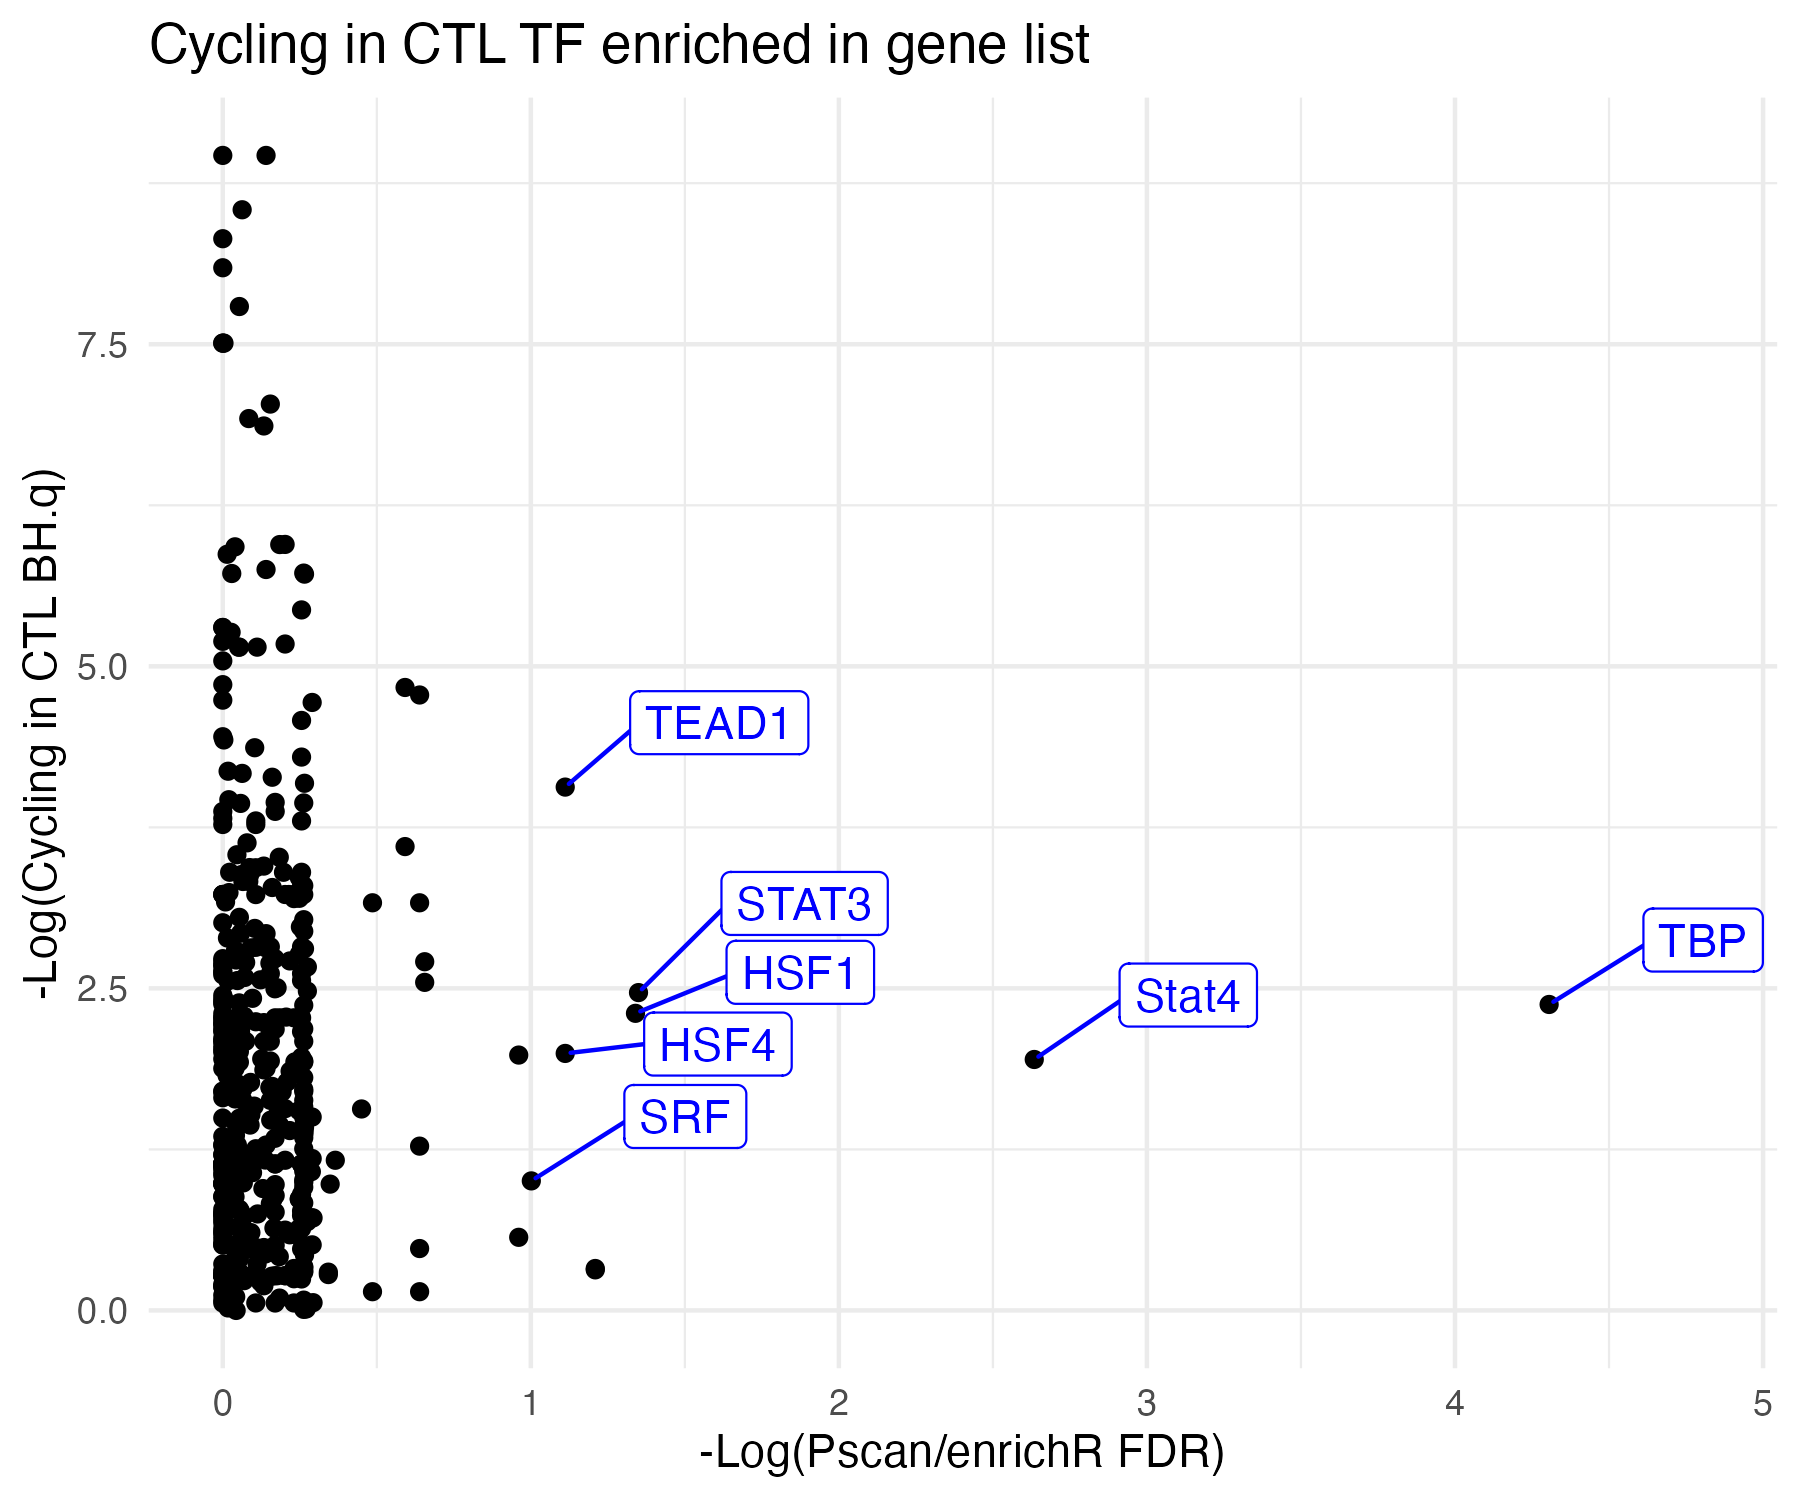 Cycling in CTL TF enriched in gene list
-Log(Cycling in CTL BH.q)
7.5
5.0
2.5
0.0
TEAD1
STAT3
HSF1
HSF4
SRF
Stat4
TBP
0 1 2 3 4 5
-Log(Pscan/enrichR FDR)